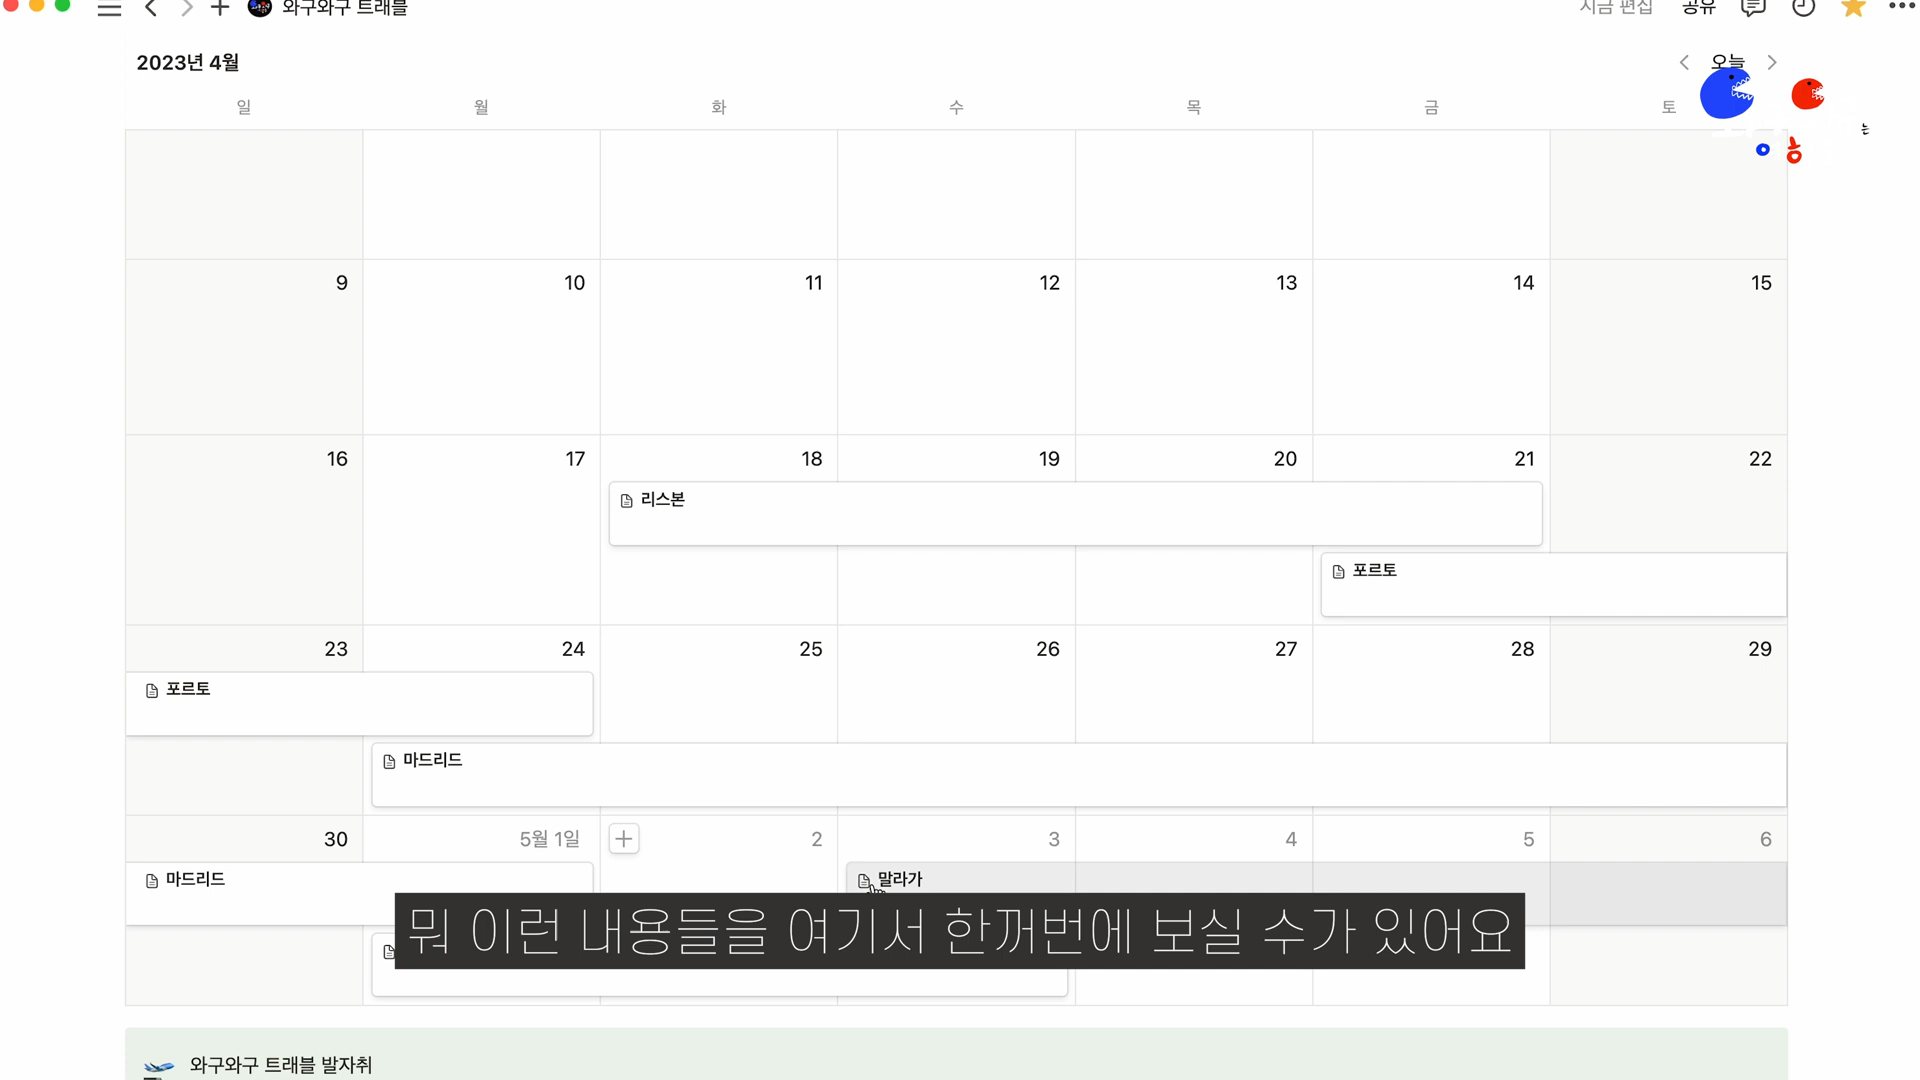 와구와구 트래블
지금 편집
공유
2023년 4월
오늘
일 월 화 수 목 금 토
9 10 11 12 13 14 15
16 17 18 19 20 21 22
리스본
포르토
23 24 25 26 27 28 29
포르토
마드리드
30 5월 1일 2 3 4 5 6
마드리드
말라가
뭐 이런 내용들을 여기서 한꺼번에 보실 수가 있어요
와구와구 트래블 발자취